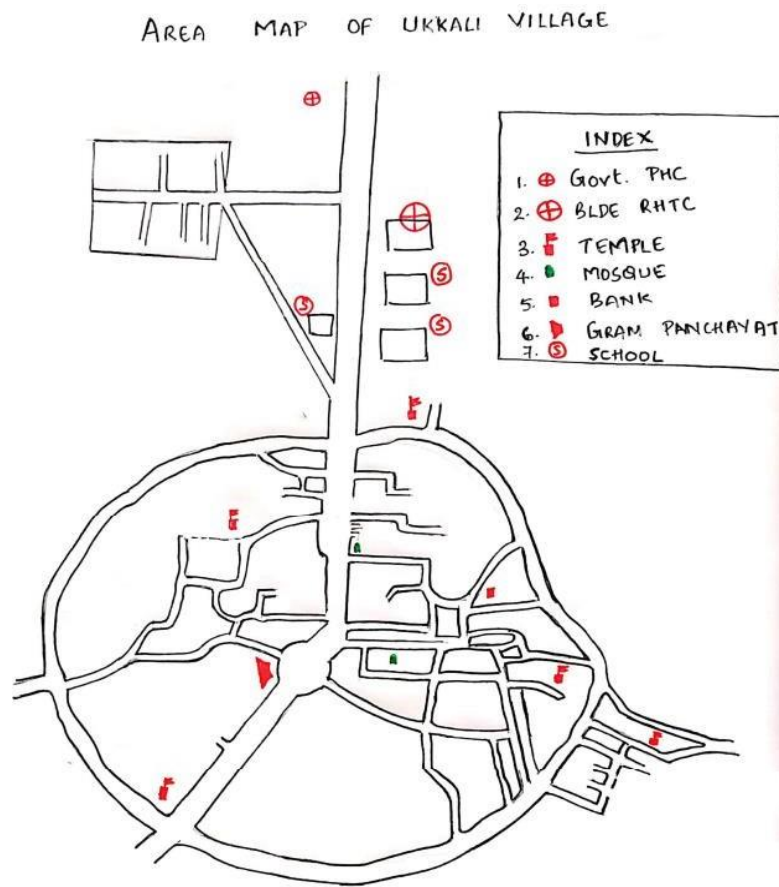 AREA MAP OF UKKALI VILLAGE
INDEX
1. Govt. PHC
2. BLDE RHTC
3. TEMPLE
4. MOSQUE
5. BANK
6. GRAM PANCHAYAT
7. S SCHOOL
S
S
S